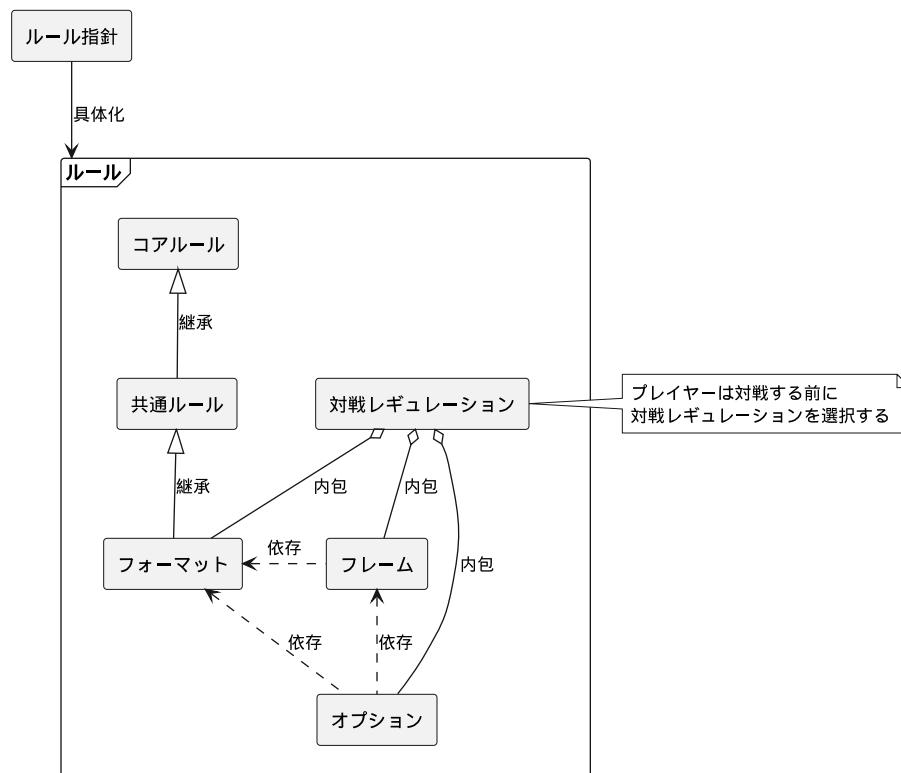 ルール指針
具体化
ルール
コアルール
継承
共通ルール
対戦レギュレーション
プレイヤーは対戦する前に
対戦レギュレーションを選択する
継承
内包
内包
フォーマット
依存
フレーム
内包
依存
依存
オプション